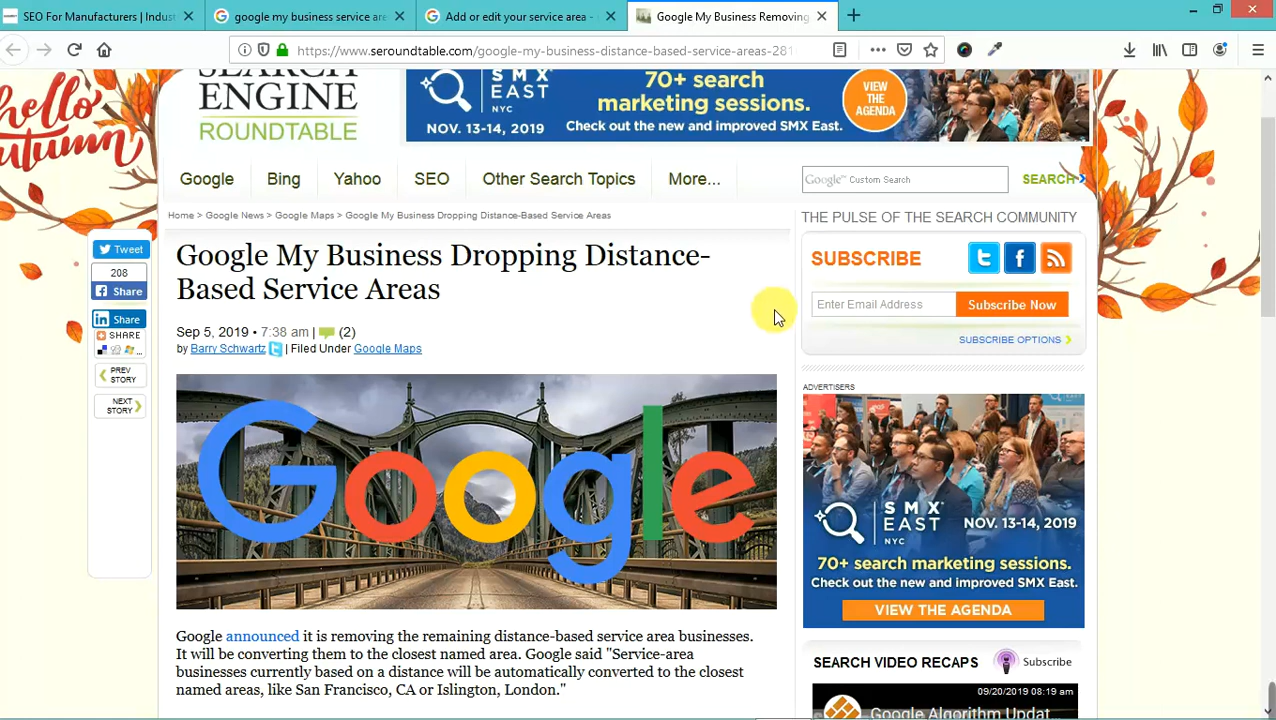 SEO For Manufacturers | Indust
google my business service are
Add or edit your service area -
Google My Business Removing
https://www.seroundtable.com/google-my-business-distance-based-service-areas-281
hello
autumn
SEARCH
ENGINE
ROUNDTABLE
SMX
EAST
NYC
NOV. 13-14, 2019
70+ search
marketing sessions.
Check out the new and improved SMX East.
VIEW
THE
AGENDA
Google
Bing
Yahoo
SEO
Other Search Topics
More...
Google™ Custom Search
SEARCH
Home > Google News > Google Maps > Google My Business Dropping Distance-Based Service Areas
THE PULSE OF THE SEARCH COMMUNITY
Tweet
208
Share
Share
SHARE
PREV
STORY
NEXT
STORY
Google My Business Dropping Distance-
Based Service Areas
Sep 5, 2019 • 7:38 am | (2)
by Barry Schwartz | Filed Under Google Maps
SUBSCRIBE
Enter Email Address
Subscribe Now
SUBSCRIBE OPTIONS
ADVERTISERS
Google
SMX
EAST
NYC
NOV. 13-14, 2019
70+ search marketing sessions.
Check out the new and improved SMX East.
VIEW THE AGENDA
Google announced it is removing the remaining distance-based service area businesses.
It will be converting them to the closest named area. Google said "Service-area
businesses currently based on a distance will be automatically converted to the closest
named areas, like San Francisco, CA or Islington, London."
SEARCH VIDEO RECAPS
Subscribe
09/20/2019 08:19 am
Google Algorithm Updat